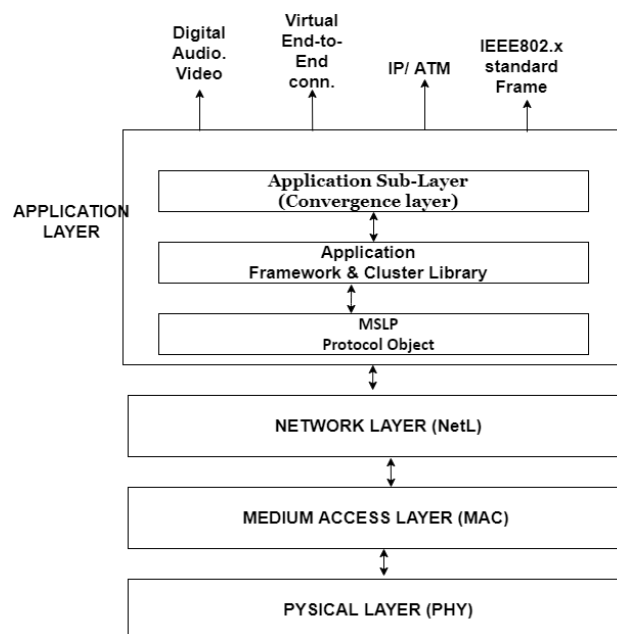 Digital
Audio.
Video
Virtual
End-to-
End
conn.
IP/ ATM
IEEE802.x
standard
Frame
APPLICATION
LAYER
Application Sub-Layer
(Convergence layer)
Application
Framework & Cluster Library
MSLP
Protocol Object
NETWORK LAYER (NetL)
MEDIUM ACCESS LAYER (MAC)
PYSICAL LAYER (PHY)